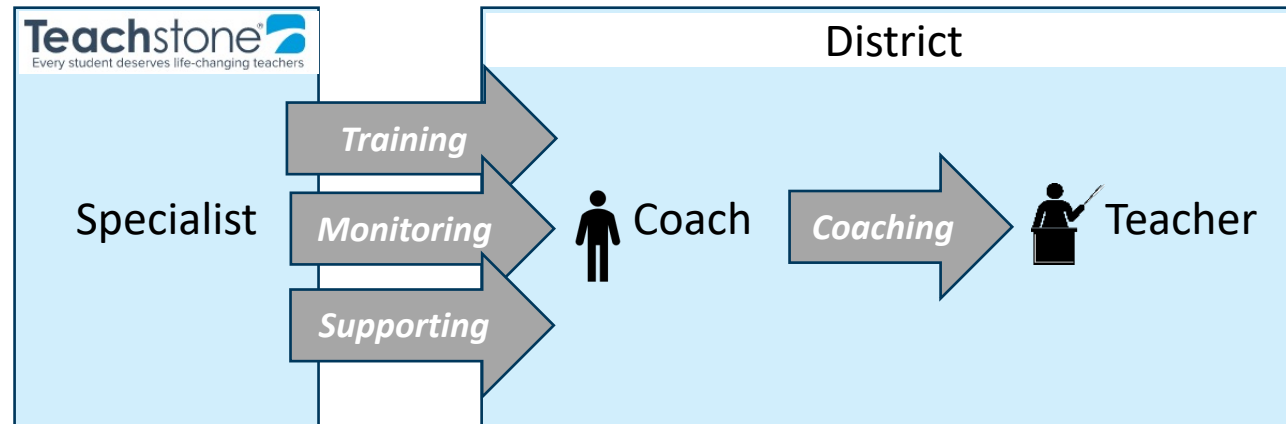 Teachstone®
Every student deserves life-changing teachers
District
Training
Specialist
Monitoring
Coach
Coaching
Teacher
Supporting